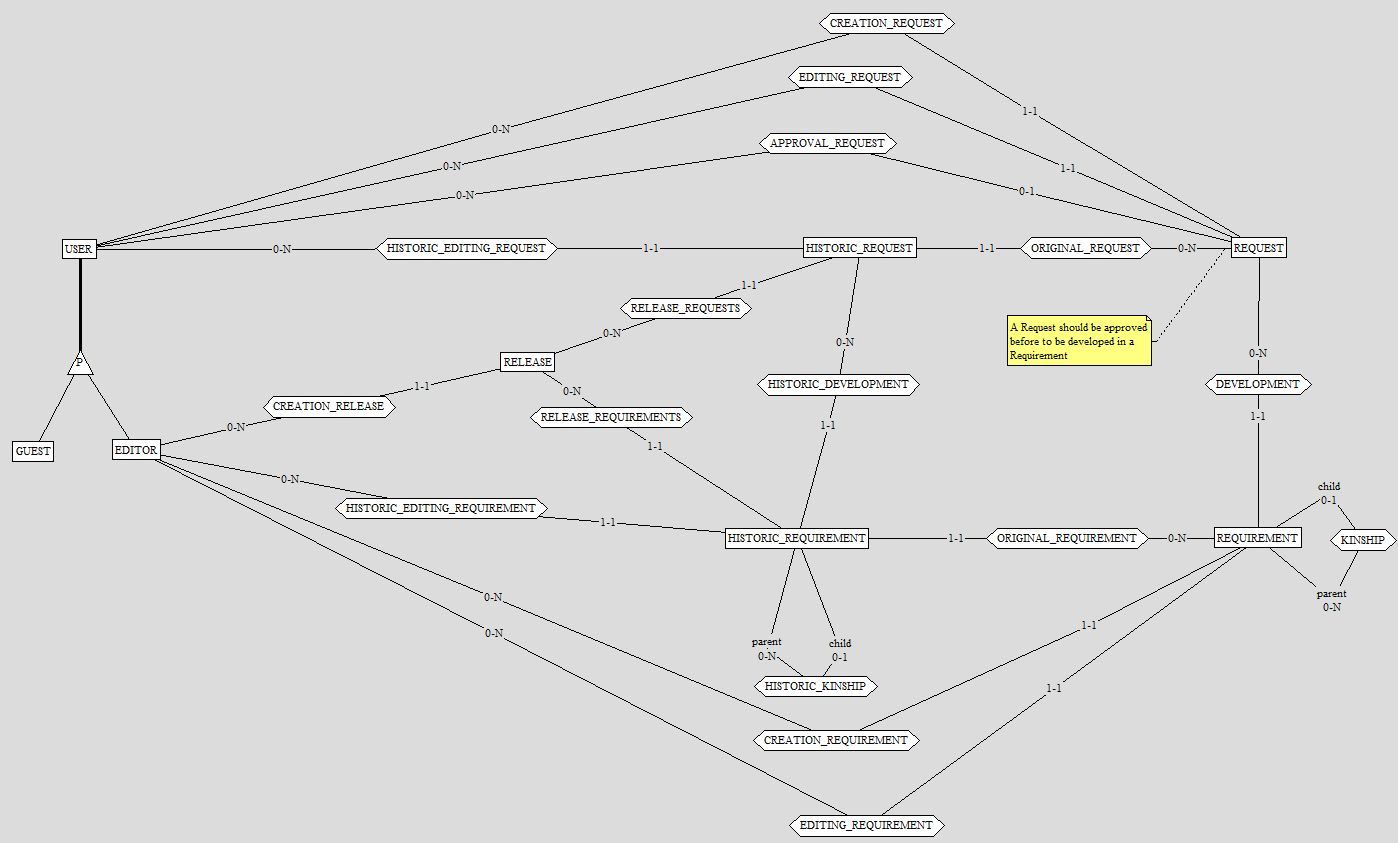 CREATION_REQUEST
EDITING_REQUEST
1-1
0-N
APPROVAL_REQUEST
0-N
1-1
0-N
0-1
USER
0-N
HISTORIC_EDITING_REQUEST
1-1
HISTORIC_REQUEST
1-1
ORIGINAL_REQUEST
0-N
REQUEST
1-1
RELEASE_REQUESTS
A Request should be approved
before to be developed in a
Requirement
0-N
0-N
0-N
P
RELEASE
1-1
0-N
HISTORIC_DEVELOPMENT
DEVELOPMENT
CREATION_RELEASE
RELEASE_REQUIREMENTS
1-1
0-N
1-1
GUEST
EDITOR
1-1
0-N
child
0-1
HISTORIC_EDITING_REQUIREMENT
1-1
HISTORIC_REQUIREMENT
1-1
ORIGINAL_REQUIREMENT
0-N
REQUIREMENT
KINSHIP
parent
0-N
0-N
1-1
0-N
parent
0-N
child
0-1
HISTORIC_KINSHIP
1-1
CREATION_REQUIREMENT
EDITING_REQUIREMENT